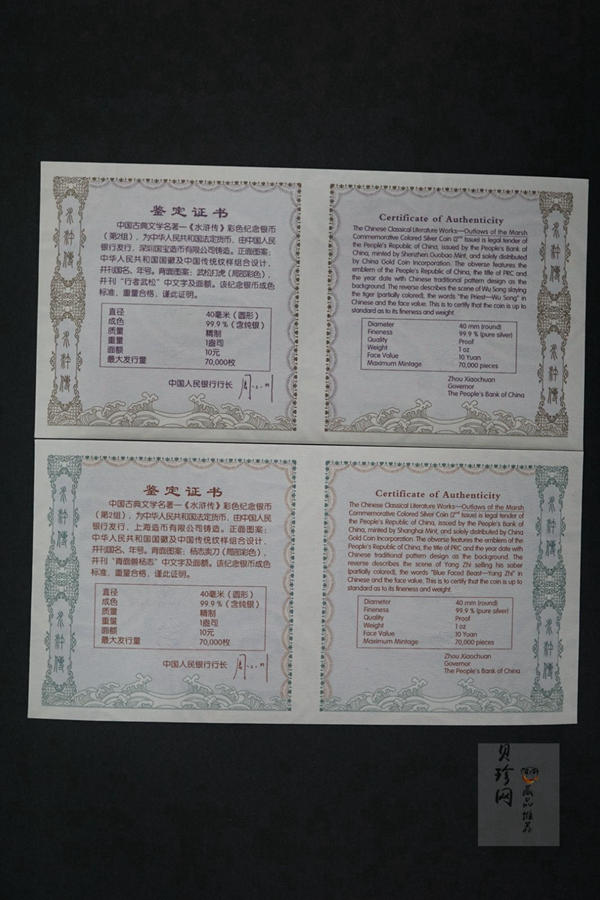 鉴定证书
中国古典文学名著—《水浒传》彩色纪念银币
（第2组），为中华人民共和国法定货币，由中国人民
银行发行，深圳国宝造币有限公司铸造。正面图案：
中华人民共和国国徽及中国传统纹样组合设计，
并刊国名、年号。背面图案：武松打虎（局部彩色），
并刊“行者武松”中文字及面额。该纪念银币成色
标准，重量合格，谨此证明。
直径 40毫米（圆形）
成色 99.9%（含纯银）
质量 精制
重量 1盎司
面额 10元
最大发行量 70,000枚
中国人民银行行长
Certificate of Authenticity
The Chinese Classical Literature Works—Outlaws of the Marsh
Commemorative Colored Silver Coin (2nd Issue) is legal tender of
the People's Republic of China, issued by the People's Bank of
China, minted by Shenzhen Guobao Mint, and solely distributed
by China Gold Coin Incorporation. The obverse features the
emblem of the People's Republic of China, the title of PRC and
the year date with Chinese traditional pattern design as the
background. The reverse describes the scene of Wu Song slaying
the tiger (partially colored), the words "the Priest—Wu Song" in
Chinese and the face value. This is to certify that the coin is up to
standard as to its fineness and weight.
Diameter 40 mm (round)
Fineness 99.9 % (pure silver)
Quality Proof
Weight 1 oz
Face Value 10 Yuan
Maximum Mintage 70,000 pieces
Zhou Xiaochuan
Governor
The People's Bank of China
水浒传
水浒传
鉴定证书
中国古典文学名著—《水浒传》彩色纪念银币
（第2组），为中华人民共和国法定货币，由中国人民
银行发行，上海造币有限公司铸造。正面图案：
中华人民共和国国徽及中国传统纹样组合设计，
并刊国名、年号。背面图案：杨志卖刀（局部彩色），
并刊“青面兽杨志”中文字及面额。该纪念银币成色
标准，重量合格，谨此证明。
直径 40毫米（圆形）
成色 99.9%（含纯银）
质量 精制
重量 1盎司
面额 10元
最大发行量 70,000枚
中国人民银行行长
Certificate of Authenticity
The Chinese Classical Literature Works—Outlaws of the Marsh
Commemorative Colored Silver Coin (2nd Issue) is legal tender of
the People's Republic of China, issued by the People's Bank of
China, minted by Shanghai Mint, and solely distributed by China
Gold Coin Incorporation. The obverse features the emblem of the
People's Republic of China, the title of PRC and the year date with
Chinese traditional pattern design as the background. The
reverse describes the scene of Yang Zhi selling his saber
(partially colored), the words "Blue Faced Beast—Yang Zhi" in
Chinese and the face value. This is to certify that the coin is up to
standard as to its fineness and weight.
Diameter 40 mm (round)
Fineness 99.9 % (pure silver)
Quality Proof
Weight 1 oz
Face Value 10 Yuan
Maximum Mintage 70,000 pieces
Zhou Xiaochuan
Governor
The People's Bank of China
贝珍网
藏品推荐